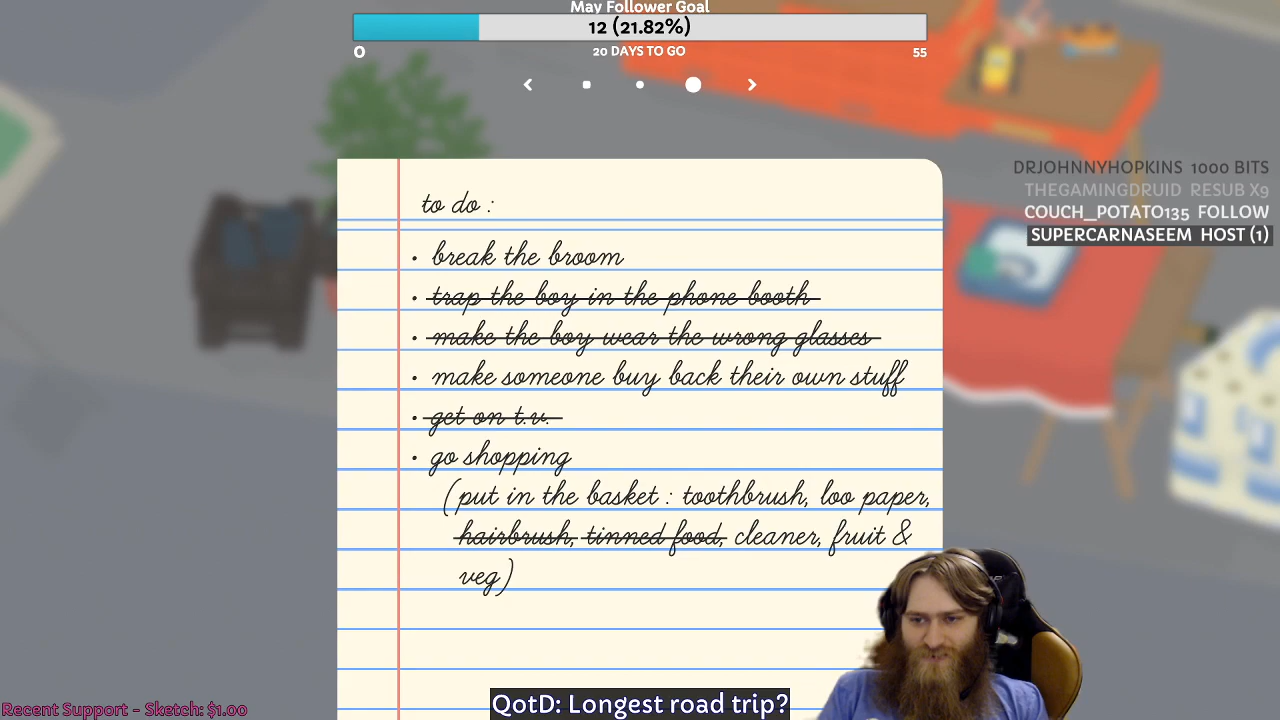 May Follower Goal
12 (21.82%)
0
20 DAYS TO GO
55
DRJOHNNYHOPKINS 1000 BITS
THEGAMINGDRUID RESUB X9
COUCH_POTATO135 FOLLOW
SUPERCARNASEEM HOST (1)
to do :
• break the broom
• trap the boy in the phone booth
• make the boy wear the wrong glasses
• make someone buy back their own stuff
• get on t.v.
• go shopping
(put in the basket : toothbrush, loo paper,
hairbrush, tinned food, cleaner, fruit &
veg)
QotD: Longest road trip?
Recent Support - Sketch: $1.00